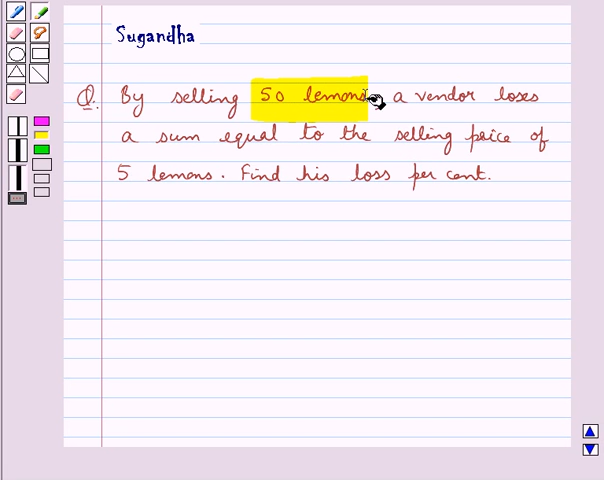 Sugandha
Q. By selling 50 lemons, a vendor loses
a sum equal to the selling price of
5 lemons. Find his loss per cent.